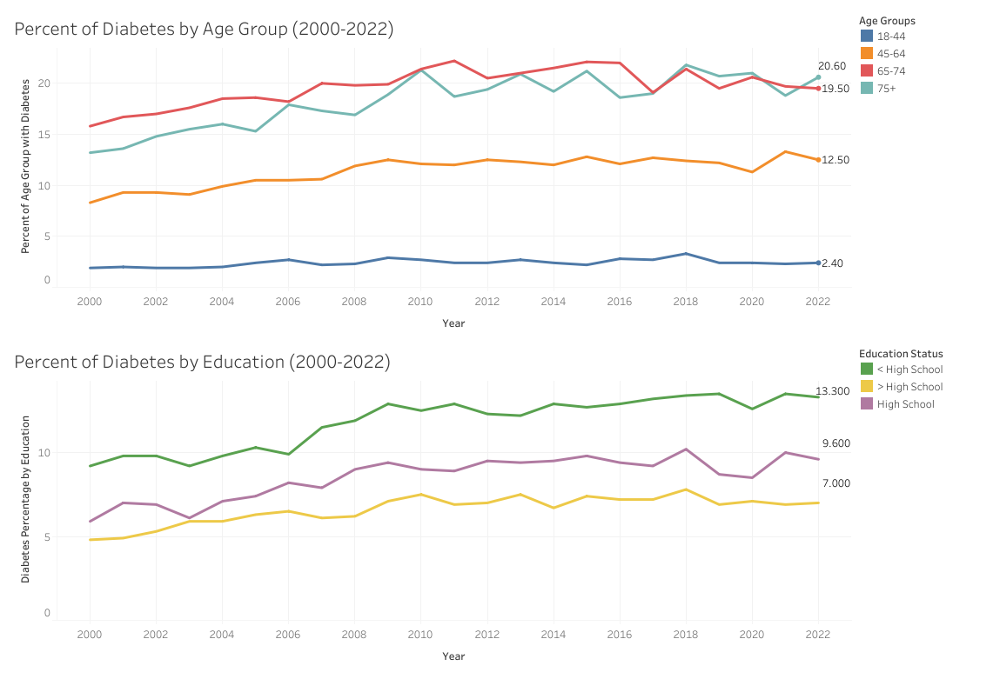 Percent of Diabetes by Age Group (2000-2022)
Age Groups
18-44
45-64
65-74
75+
Percent of Age Group with Diabetes
20
15
10
5
0
20.60
19.50
12.50
2.40
2000 2002 2004 2006 2008 2010 2012 2014 2016 2018 2020 2022
Year
Percent of Diabetes by Education (2000-2022)
Education Status
< High School
> High School
High School
Diabetes Percentage by Education
10
5
0
13.300
9.600
7.000
2000 2002 2004 2006 2008 2010 2012 2014 2016 2018 2020 2022
Year